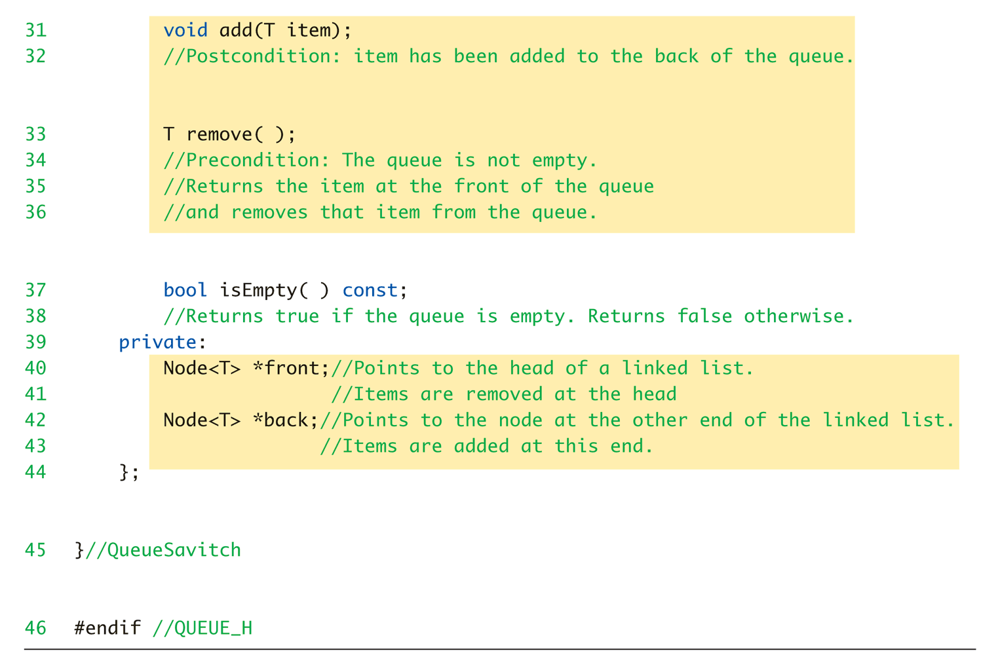 31 void add(T item);
32 //Postcondition: item has been added to the back of the queue.
33 T remove( );
34 //Precondition: The queue is not empty.
35 //Returns the item at the front of the queue
36 //and removes that item from the queue.
37 bool isEmpty( ) const;
38 //Returns true if the queue is empty. Returns false otherwise.
39 private:
40 Node<T> *front;//Points to the head of a linked list.
41 //Items are removed at the head
42 Node<T> *back;//Points to the node at the other end of the linked list.
43 //Items are added at this end.
44 };
45 }//QueueSavitch
46 #endif //QUEUE_H